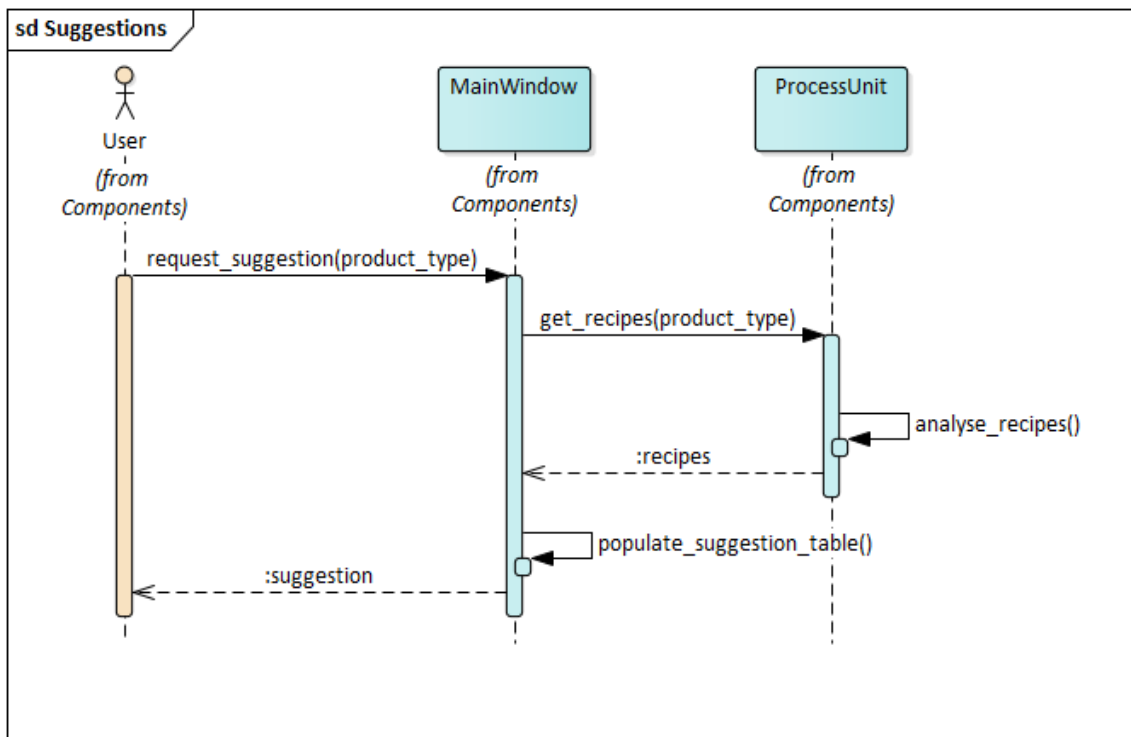 sd Suggestions
User
(from
Components)
MainWindow
(from
Components)
ProcessUnit
(from
Components)
request_suggestion(product_type)
get_recipes(product_type)
analyse_recipes()
:recipes
populate_suggestion_table()
:suggestion